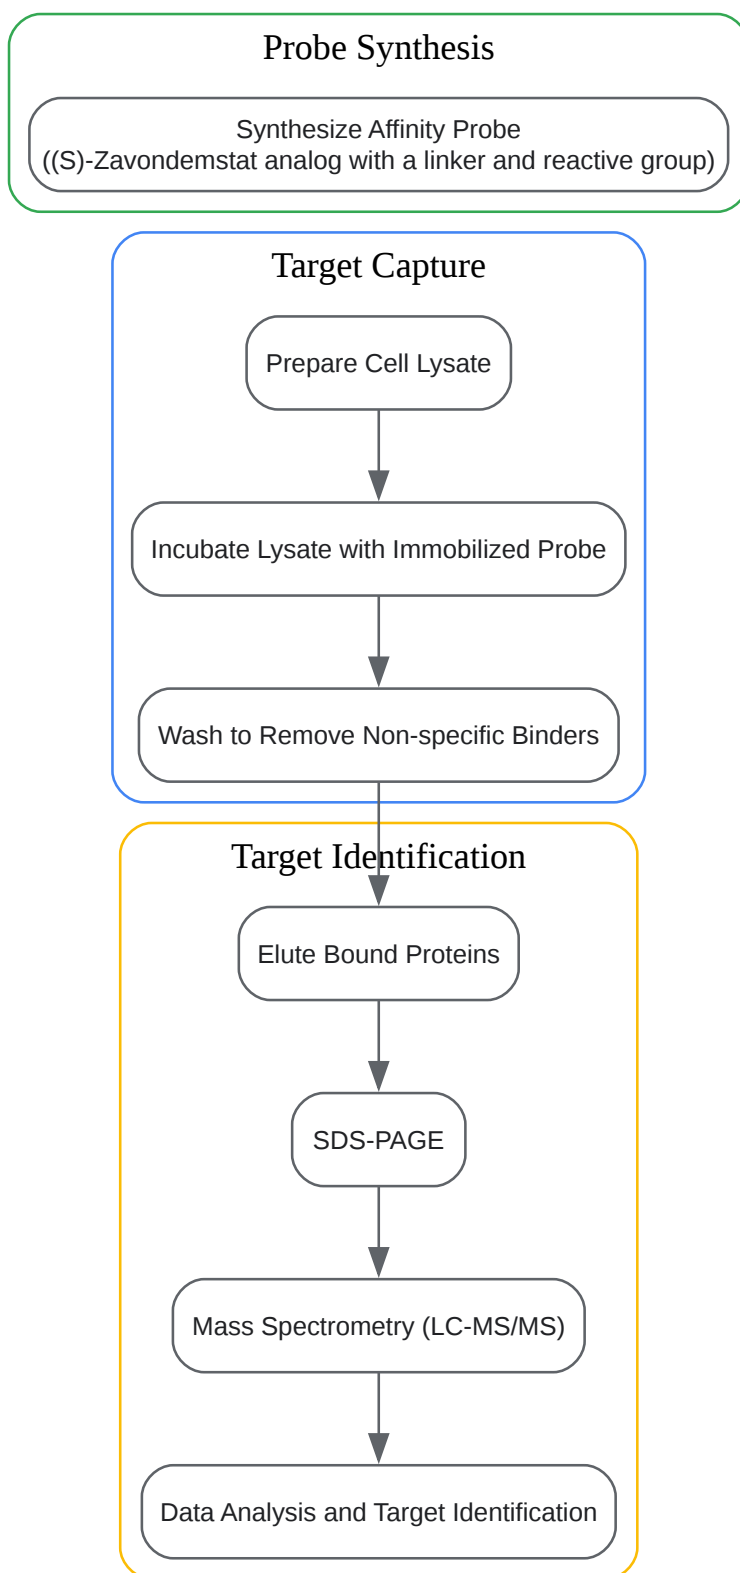 Probe Synthesis
Synthesize Affinity Probe
((S)-Zavondemstat analog with a linker and reactive group)
Target Capture
Prepare Cell Lysate
Incubate Lysate with Immobilized Probe
Wash to Remove Non-specific Binders
Target Identification
Elute Bound Proteins
SDS-PAGE
Mass Spectrometry (LC-MS/MS)
Data Analysis and Target Identification